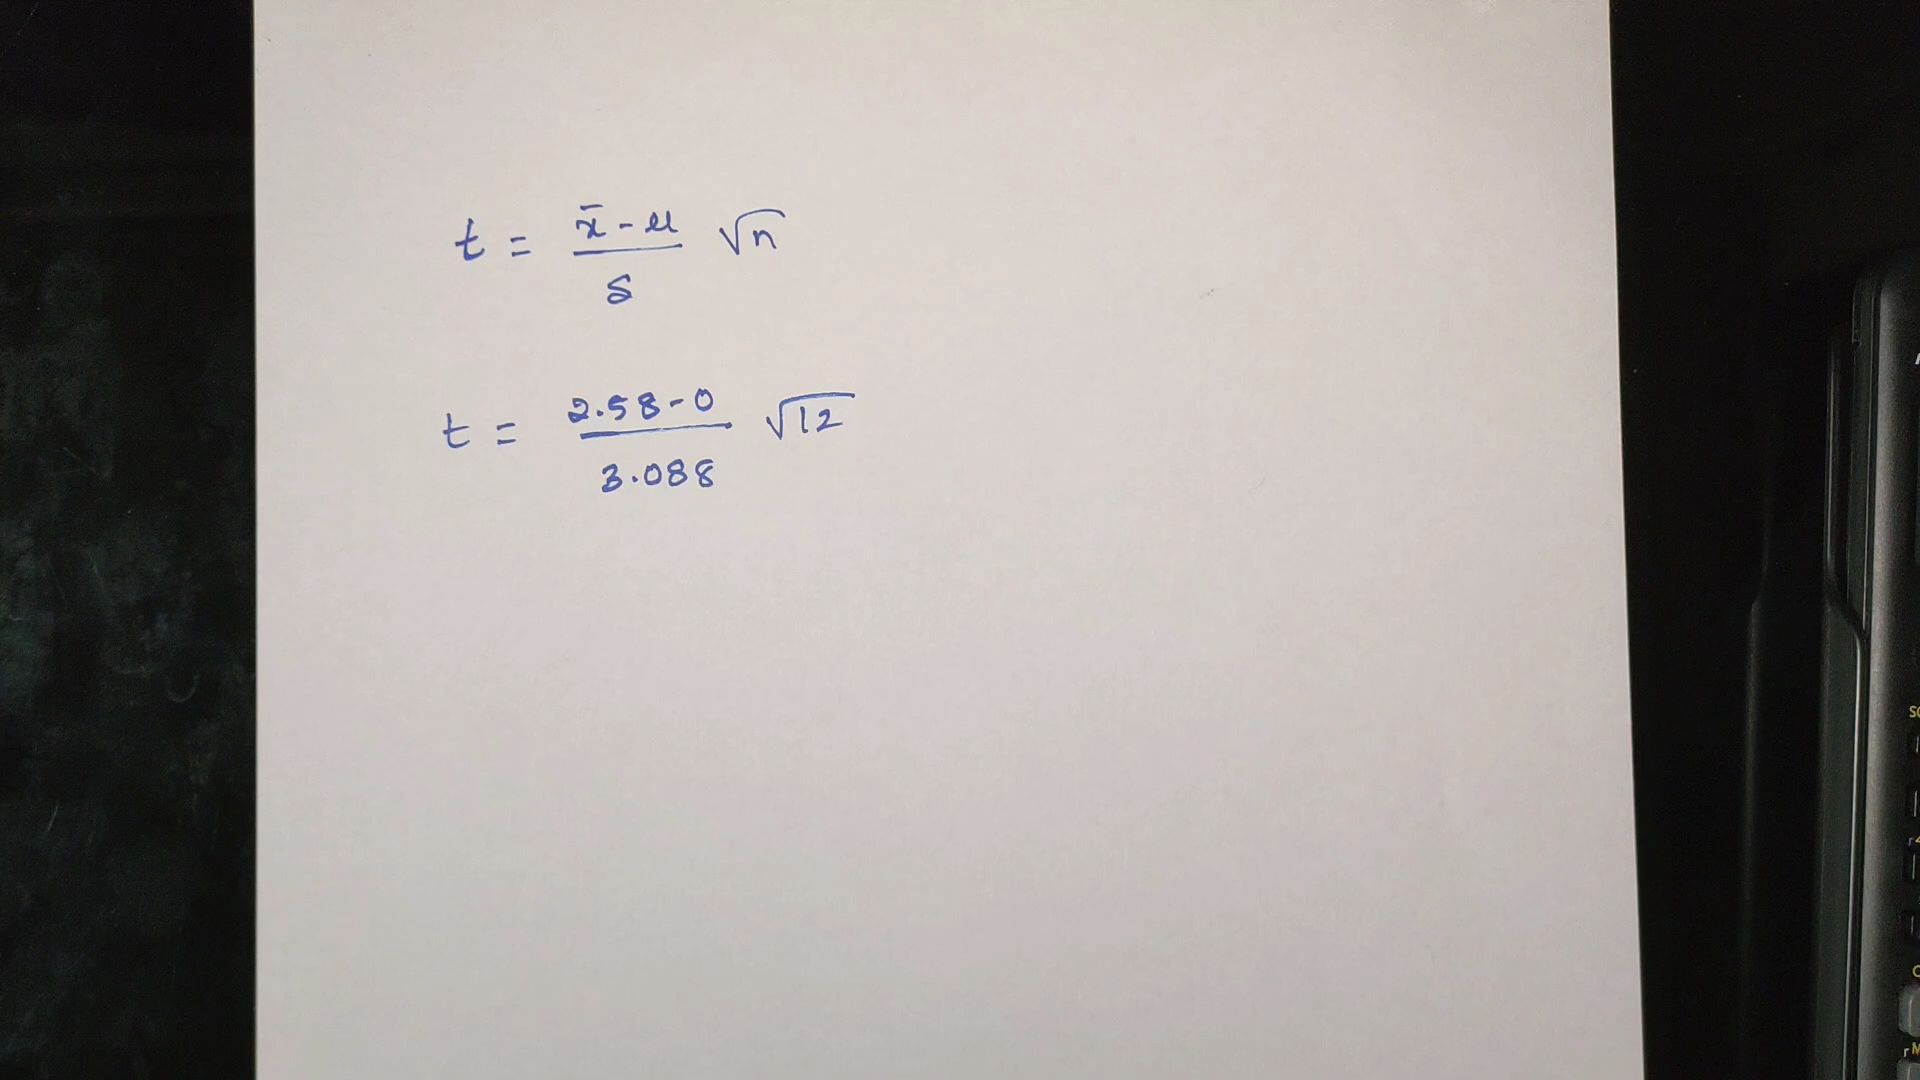 t = x̄ - μ / s √n
t = 2.58 - 0 / 3.088 √12